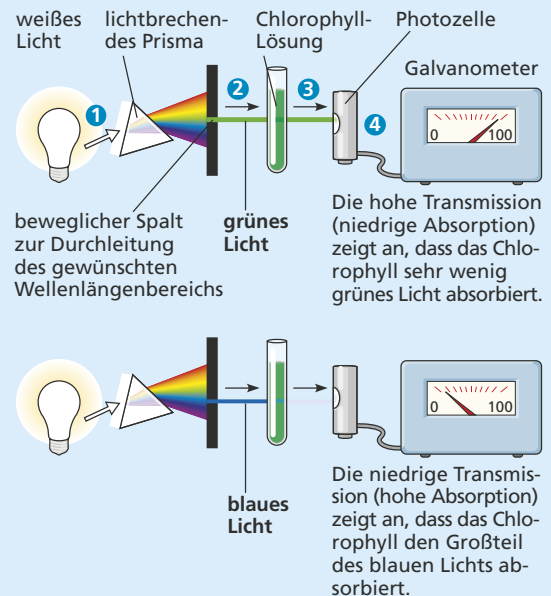 weißes
Licht
lichtbrechen-
des Prisma
Chlorophyll-
Lösung
Photozelle
Galvanometer
1
2
3
4
0 100
beweglicher Spalt
zur Durchleitung
des gewünschten
Wellenlängenbereichs
grünes
Licht
Die hohe Transmission
(niedrige Absorption)
zeigt an, dass das Chlo-
rophyll sehr wenig
grünes Licht absorbiert.
0 100
blaues
Licht
Die niedrige Transmis-
sion (hohe Absorption)
zeigt an, dass das Chlo-
rophyll den Großteil
des blauen Lichts ab-
sorbiert.